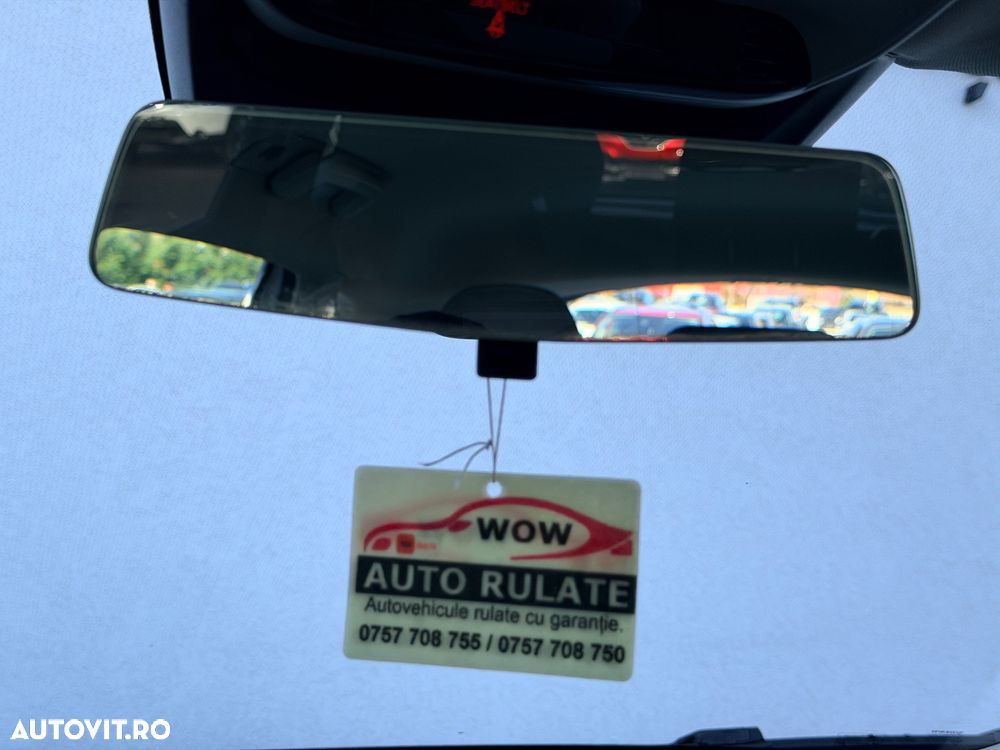 WOW
AUTO RULATE
Autovehicule rulate cu garanție.
0757 708 755 / 0757 708 750
AUTOVIT.RO